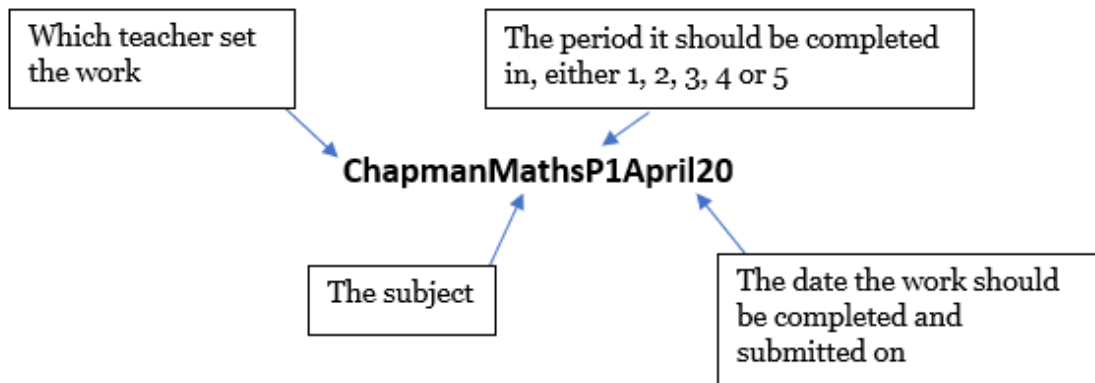 Which teacher set
the work
The period it should be completed
in, either 1, 2, 3, 4 or 5
ChapmanMathsP1April20
The subject
The date the work should
be completed and
submitted on